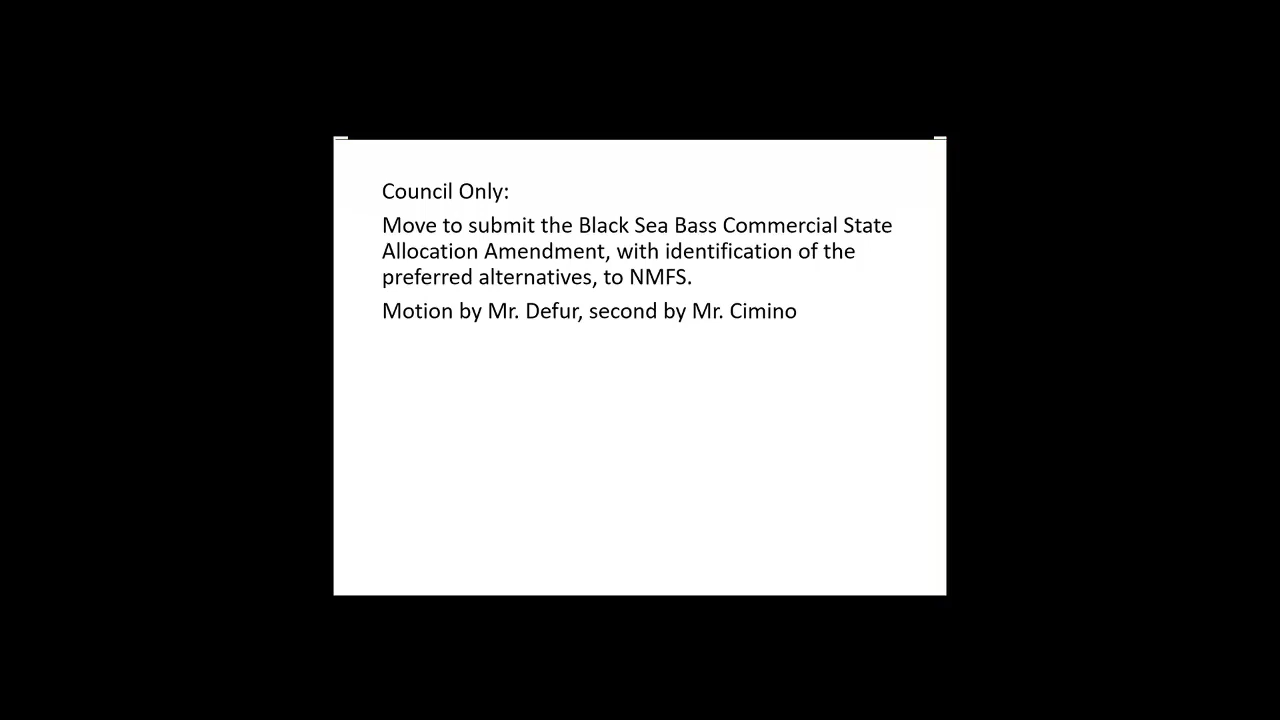 Council Only:
Move to submit the Black Sea Bass Commercial State
Allocation Amendment, with identification of the
preferred alternatives, to NMFS.
Motion by Mr. Defur, second by Mr. Cimino